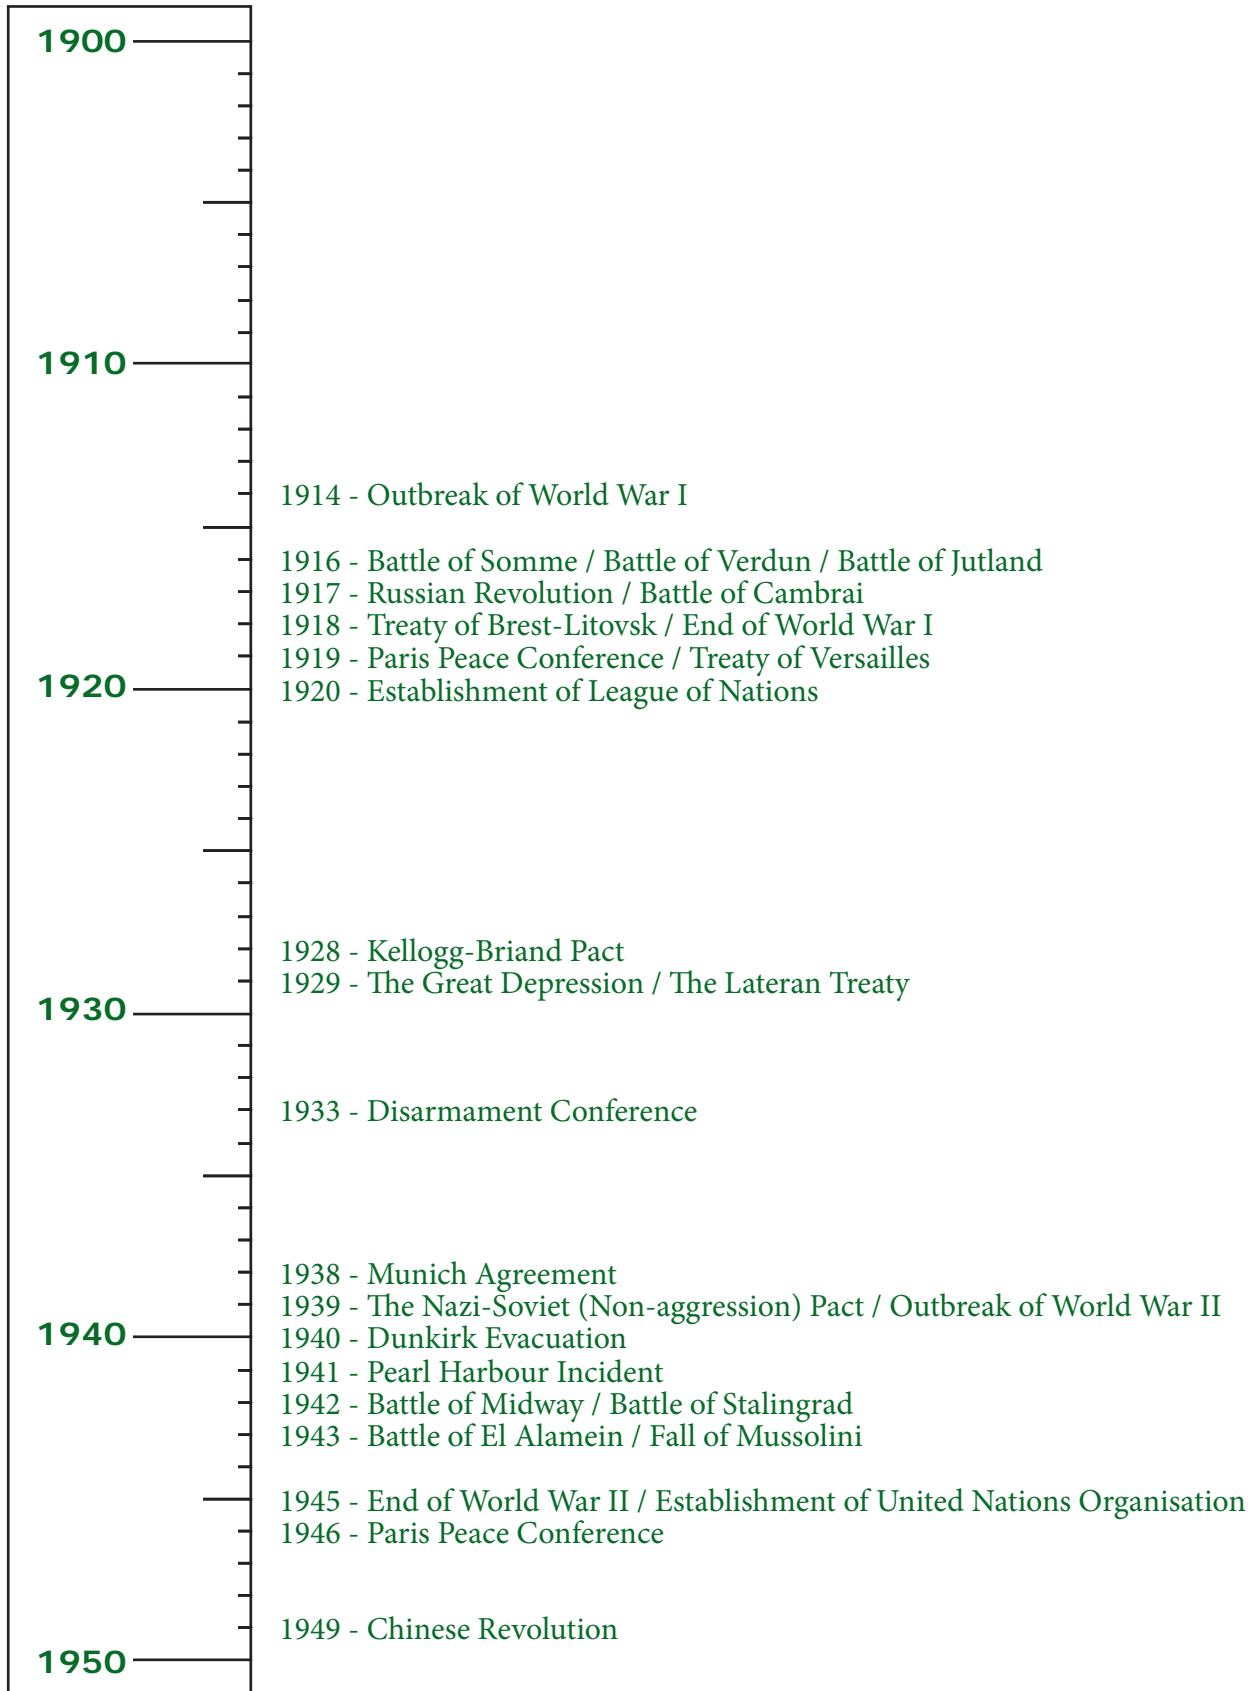 1900
1910
1914 - Outbreak of World War I
1916 - Battle of Somme / Battle of Verdun / Battle of Jutland
1917 - Russian Revolution / Battle of Cambrai
1918 - Treaty of Brest-Litovsk / End of World War I
1919 - Paris Peace Conference / Treaty of Versailles
1920
1920 - Establishment of League of Nations
1928 - Kellogg-Briand Pact
1929 - The Great Depression / The Lateran Treaty
1930
1933 - Disarmament Conference
1938 - Munich Agreement
1939 - The Nazi-Soviet (Non-aggression) Pact / Outbreak of World War II
1940
1940 - Dunkirk Evacuation
1941 - Pearl Harbour Incident
1942 - Battle of Midway / Battle of Stalingrad
1943 - Battle of El Alamein / Fall of Mussolini
1945 - End of World War II / Establishment of United Nations Organisation
1946 - Paris Peace Conference
1949 - Chinese Revolution
1950